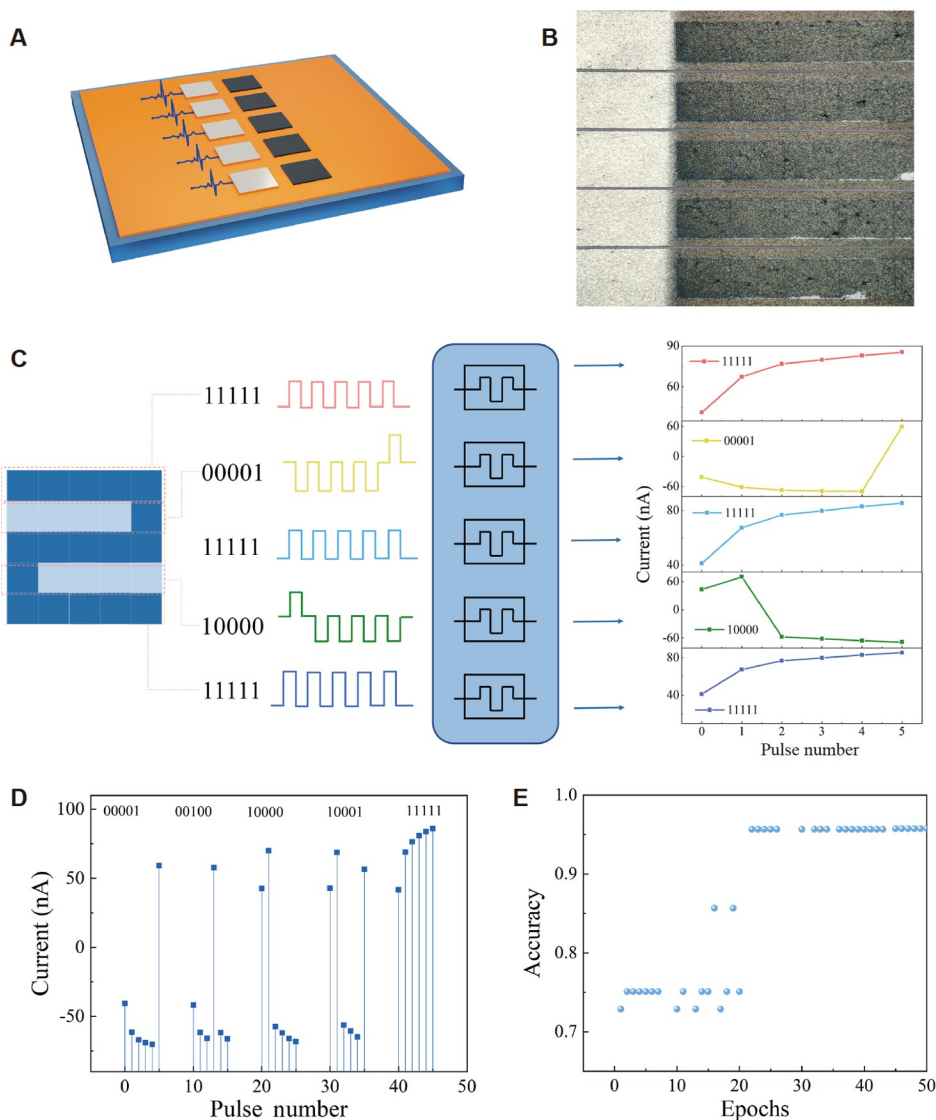 A
B
C
11111
00001
11111
10000
11111
90
60
11111
60
0
-60
00001
80
40
11111
60
0
-60
10000
80
40
11111
Current (nA)
0 1 2 3 4 5
Pulse number
D
100
50
0
-50
00001 00100 10000 10001 11111
Current (nA)
0 10 20 30 40 50
Pulse number
E
1.0
0.9
0.8
0.7
Accuracy
0 10 20 30 40 50
Epochs